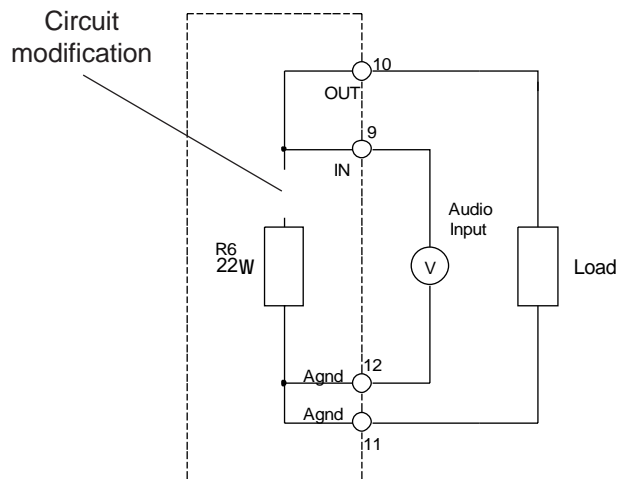 Circuit
modification
10
OUT
9
IN
Audio
Input
R6
22W
V
Load
12
Agnd
Agnd
11